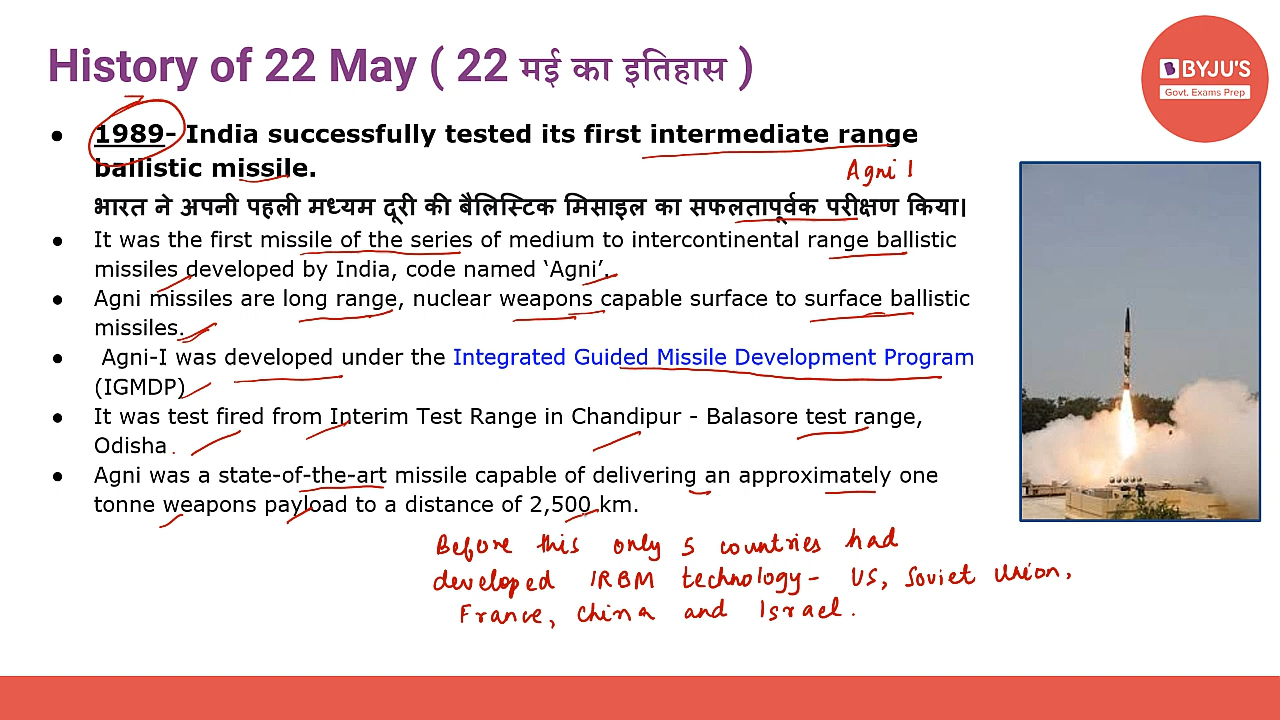 History of 22 May ( 22 मई का इतिहास )
BYJU'S
Govt. Exams Prep
● 1989- India successfully tested its first intermediate range
ballistic missile.
Agni 1
भारत ने अपनी पहली मध्यम दूरी की बैलिस्टिक मिसाइल का सफलतापूर्वक परीक्षण किया।
● It was the first missile of the series of medium to intercontinental range ballistic
missiles developed by India, code named ‘Agni’.
● Agni missiles are long range, nuclear weapons capable surface to surface ballistic
missiles.
● Agni-I was developed under the Integrated Guided Missile Development Program
(IGMDP)
● It was test fired from Interim Test Range in Chandipur - Balasore test range,
Odisha.
● Agni was a state-of-the-art missile capable of delivering an approximately one
tonne weapons payload to a distance of 2,500 km.
Before this only 5 countries had
developed IRBM technology- US, Soviet Union,
France, China and Israel.